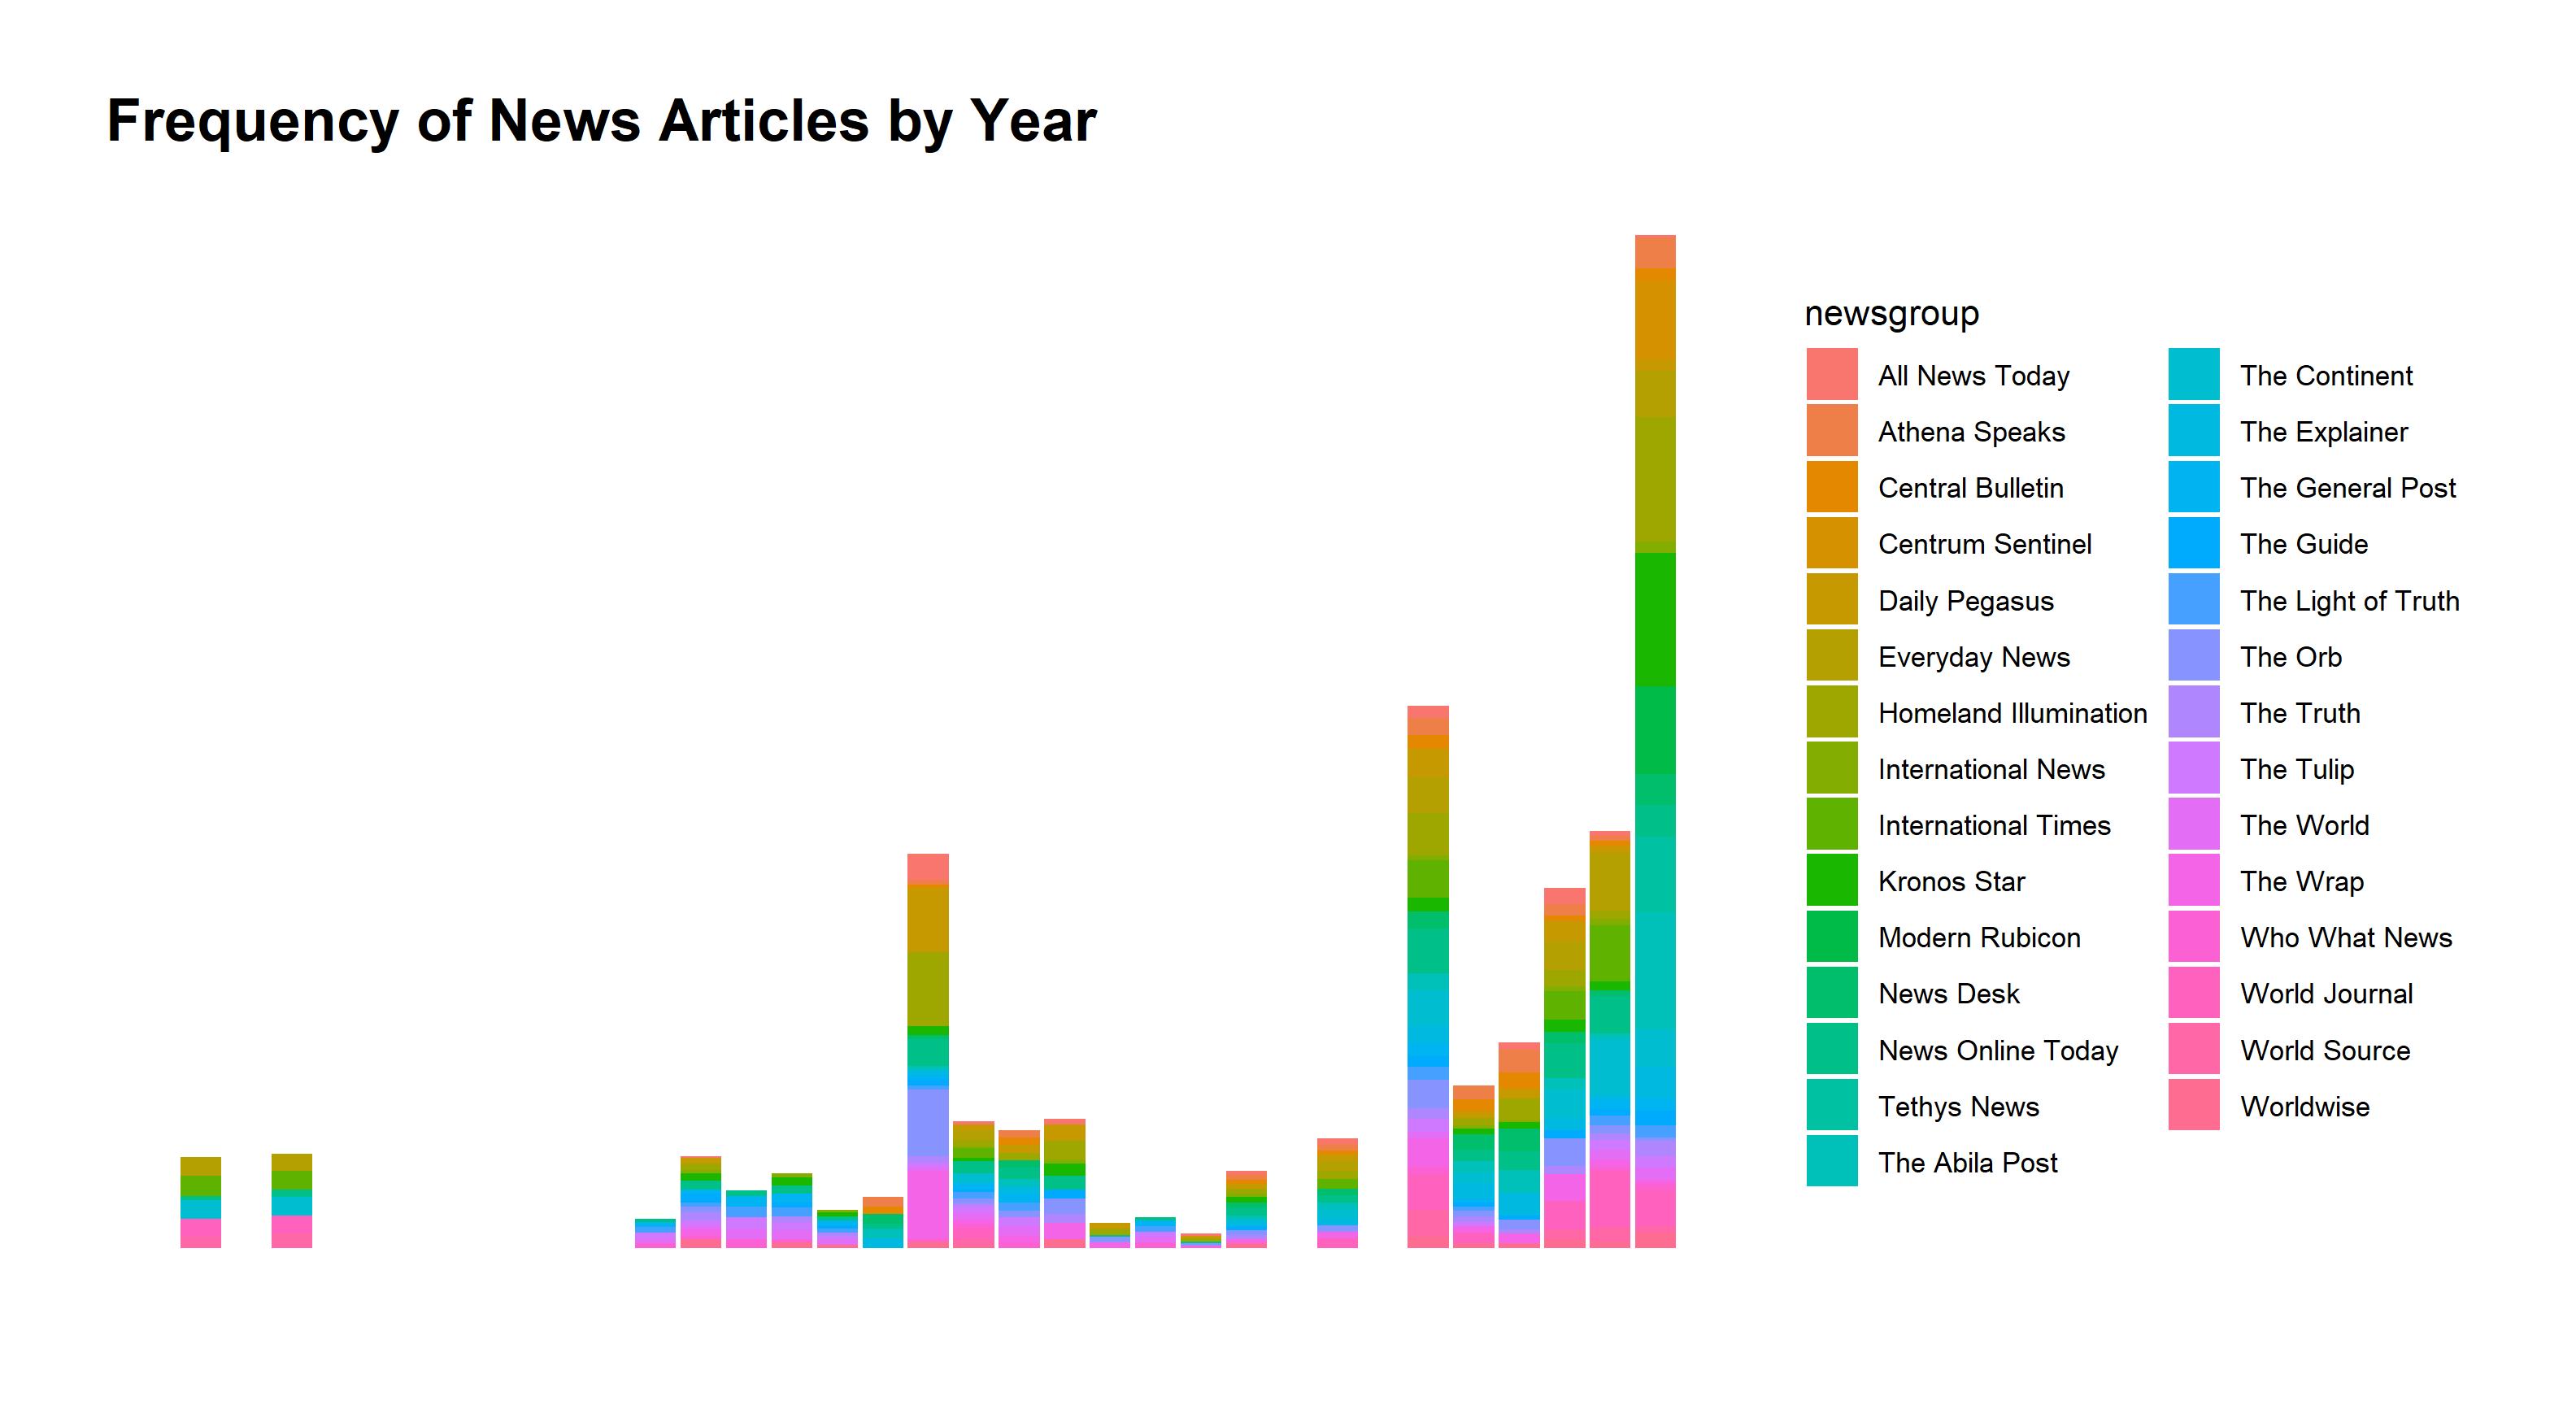 Frequency of News Articles by Year
newsgroup
All News Today
Athena Speaks
Central Bulletin
Centrum Sentinel
Daily Pegasus
Everyday News
Homeland Illumination
International News
International Times
Kronos Star
Modern Rubicon
News Desk
News Online Today
Tethys News
The Abila Post
The Continent
The Explainer
The General Post
The Guide
The Light of Truth
The Orb
The Truth
The Tulip
The World
The Wrap
Who What News
World Journal
World Source
Worldwise